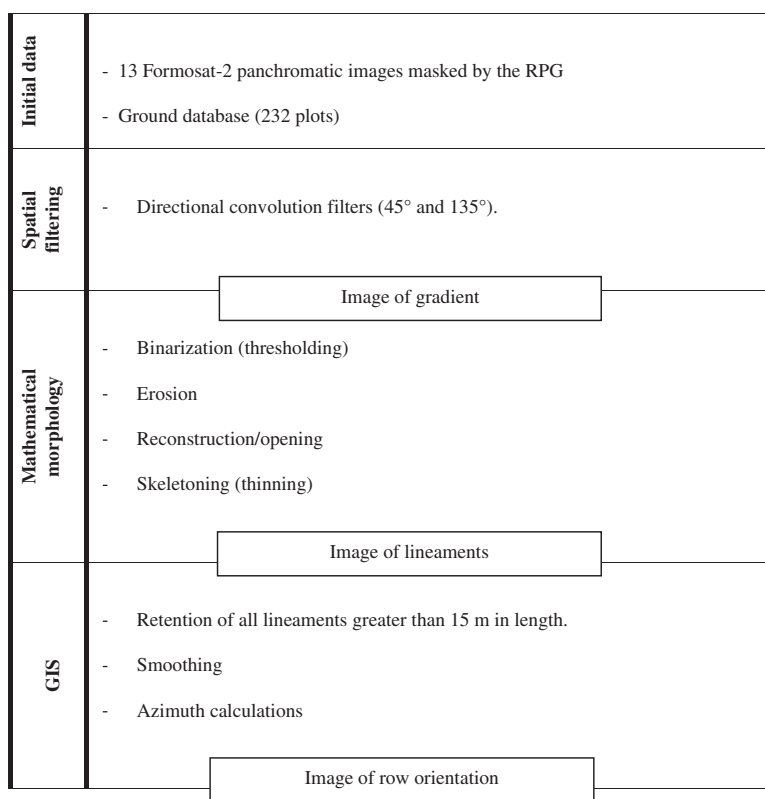 Initial data
- 13 Formosat-2 panchromatic images masked by the RPG
- Ground database (232 plots)
Spatial
filtering
- Directional convolution filters (45° and 135°).
Image of gradient
Mathematical
morphology
- Binarization (thresholding)
- Erosion
- Reconstruction/opening
- Skeletoning (thinning)
Image of lineaments
GIS
- Retention of all lineaments greater than 15 m in length.
- Smoothing
- Azimuth calculations
Image of row orientation